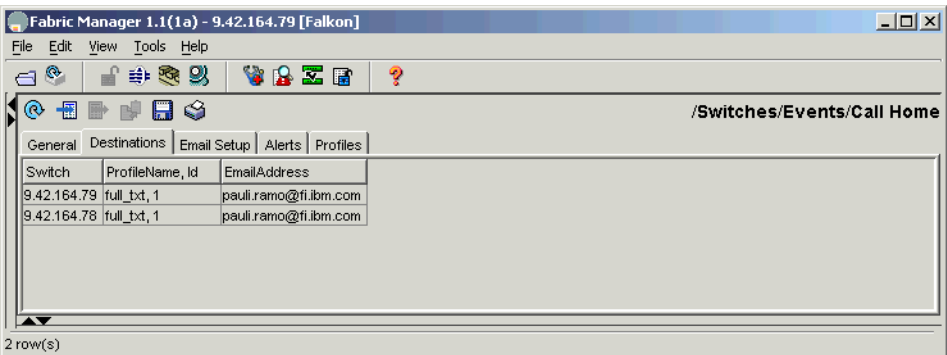 Fabric Manager 1.1(1a) - 9.42.164.79 [Falkon]
File Edit View Tools Help
/Switches/Events/Call Home
General Destinations Email Setup Alerts Profiles
Switch ProfileName, Id EmailAddress
9.42.164.79 full_txt, 1 pauli.ramo@fi.ibm.com
9.42.164.78 full_txt, 1 pauli.ramo@fi.ibm.com
2 row(s)